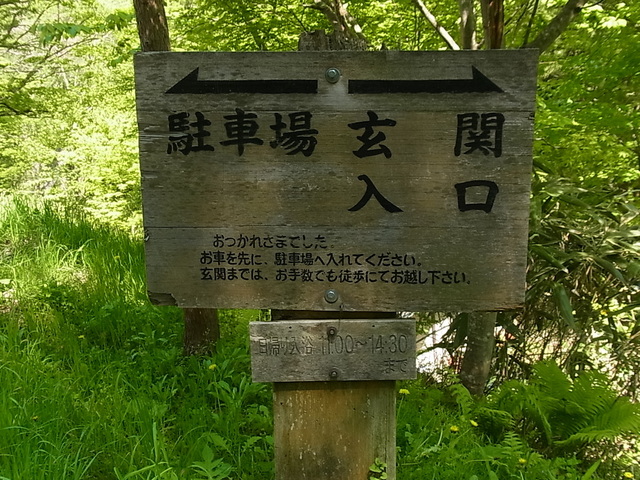 駐車場 玄関
入口
おつかれさまでした。
お車を先に、駐車場へ入れてください。
玄関までは、お手数でも徒歩にてお越し下さい。
日帰り入浴 11:00～14:30
まで